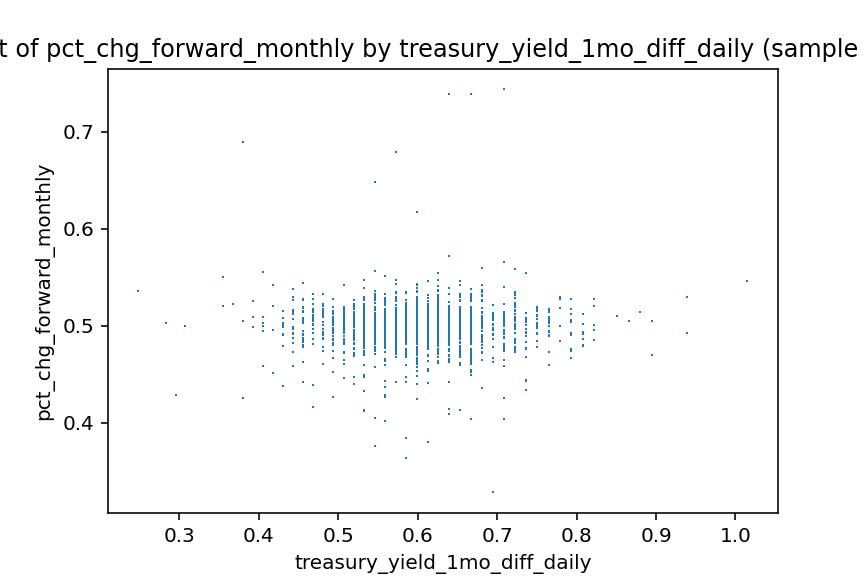 t of pct_chg_forward_monthly by treasury_yield_1mo_diff_daily (sample
0.7
0.6
0.5
0.4
pct_chg_forward_monthly
0.3 0.4 0.5 0.6 0.7 0.8 0.9 1.0
treasury_yield_1mo_diff_daily